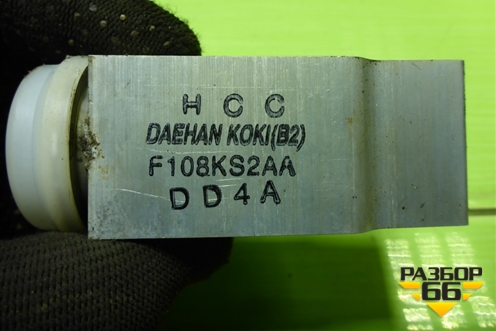 H C C
DAEHAN KOKI(B2)
F108KS2AA
D D 4 A
РАЗБОР
66